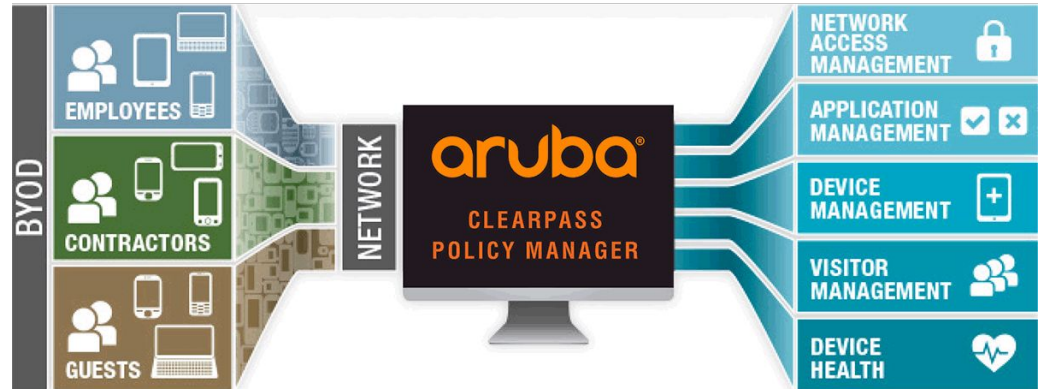 BYOD
EMPLOYEES
CONTRACTORS
GUESTS
NETWORK
aruba®
CLEARPASS
POLICY MANAGER
NETWORK
ACCESS
MANAGEMENT
APPLICATION
MANAGEMENT
DEVICE
MANAGEMENT
VISITOR
MANAGEMENT
DEVICE
HEALTH